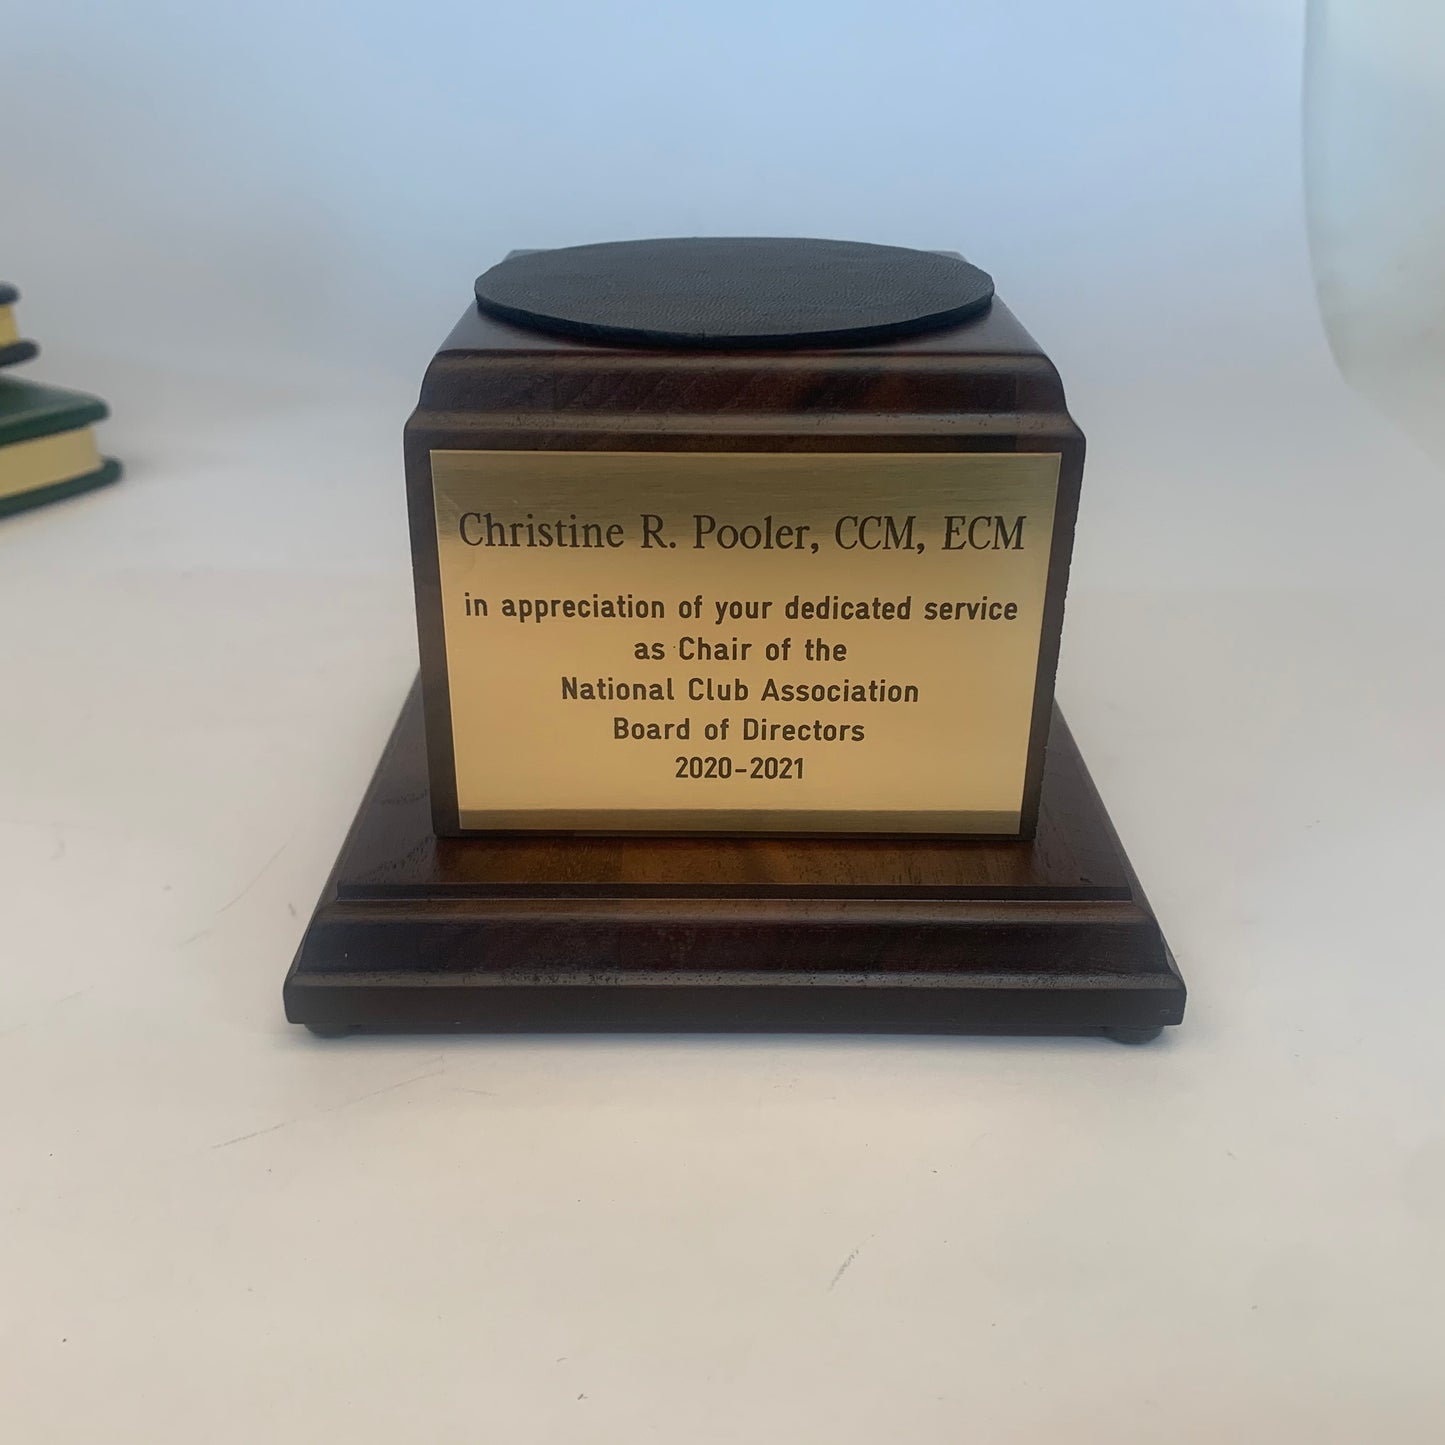 Christine R. Pooler, CCM, ECM
in appreciation of your dedicated service
as Chair of the
National Club Association
Board of Directors
2020-2021